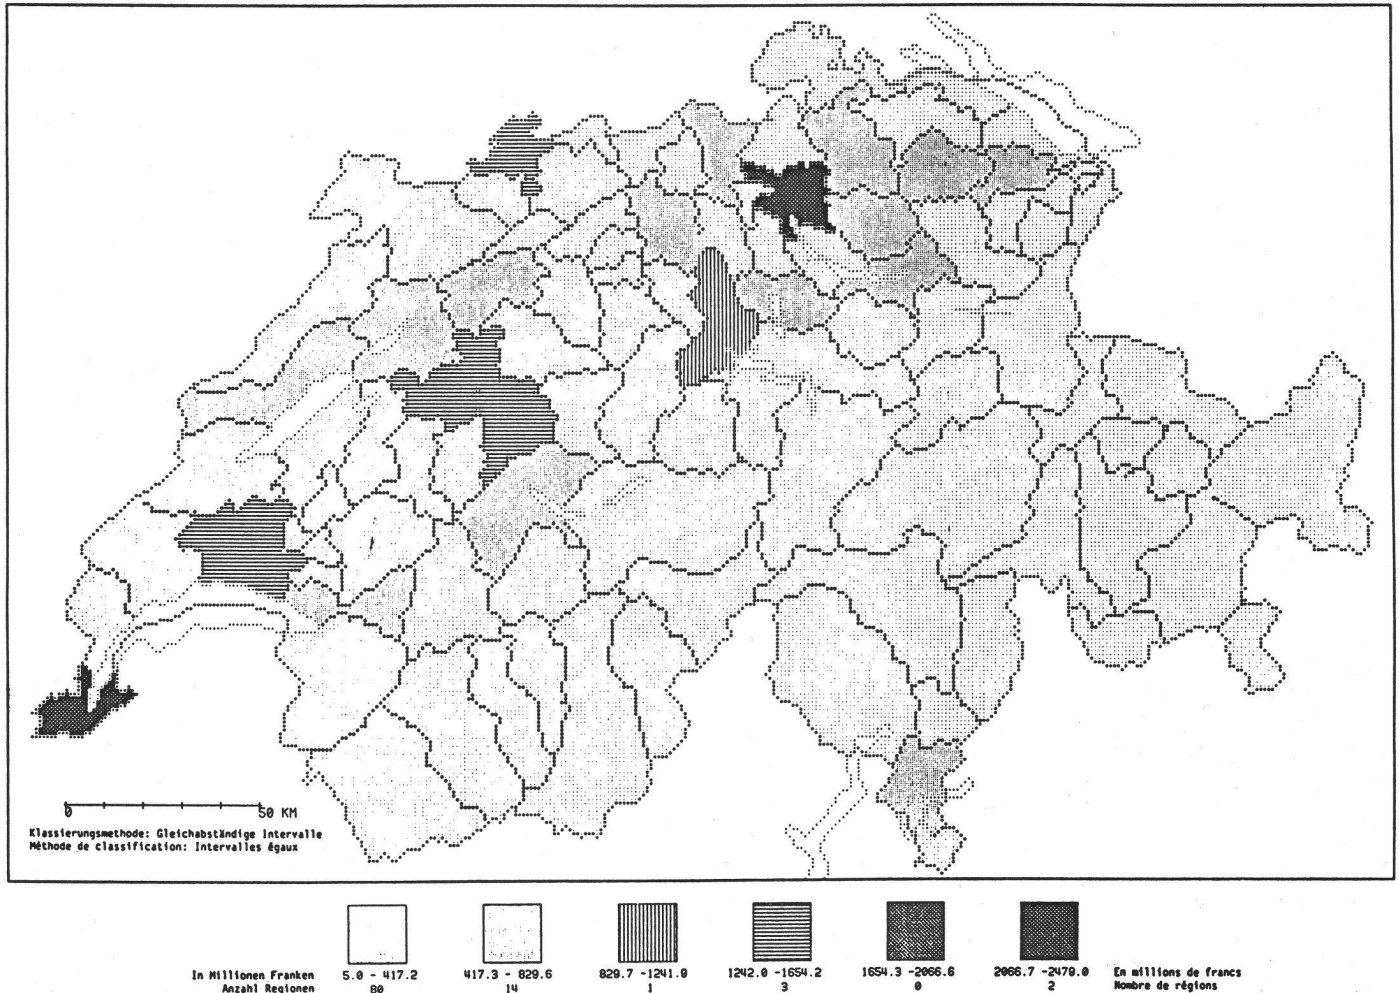 0 50 KM
Klassierungsmethode: Gleichabständige Intervalle
Méthode de classification: Intervalles égaux
In Millionen Franken 5.0 - 417.2 417.3 - 829.6 829.7 -1241.9 1242.0 -1654.2 1654.3 -2066.6 2066.7 -2479.0 En millions de francs
Anzahl Regionen 80 14 1 3 0 2 Nombre de régions